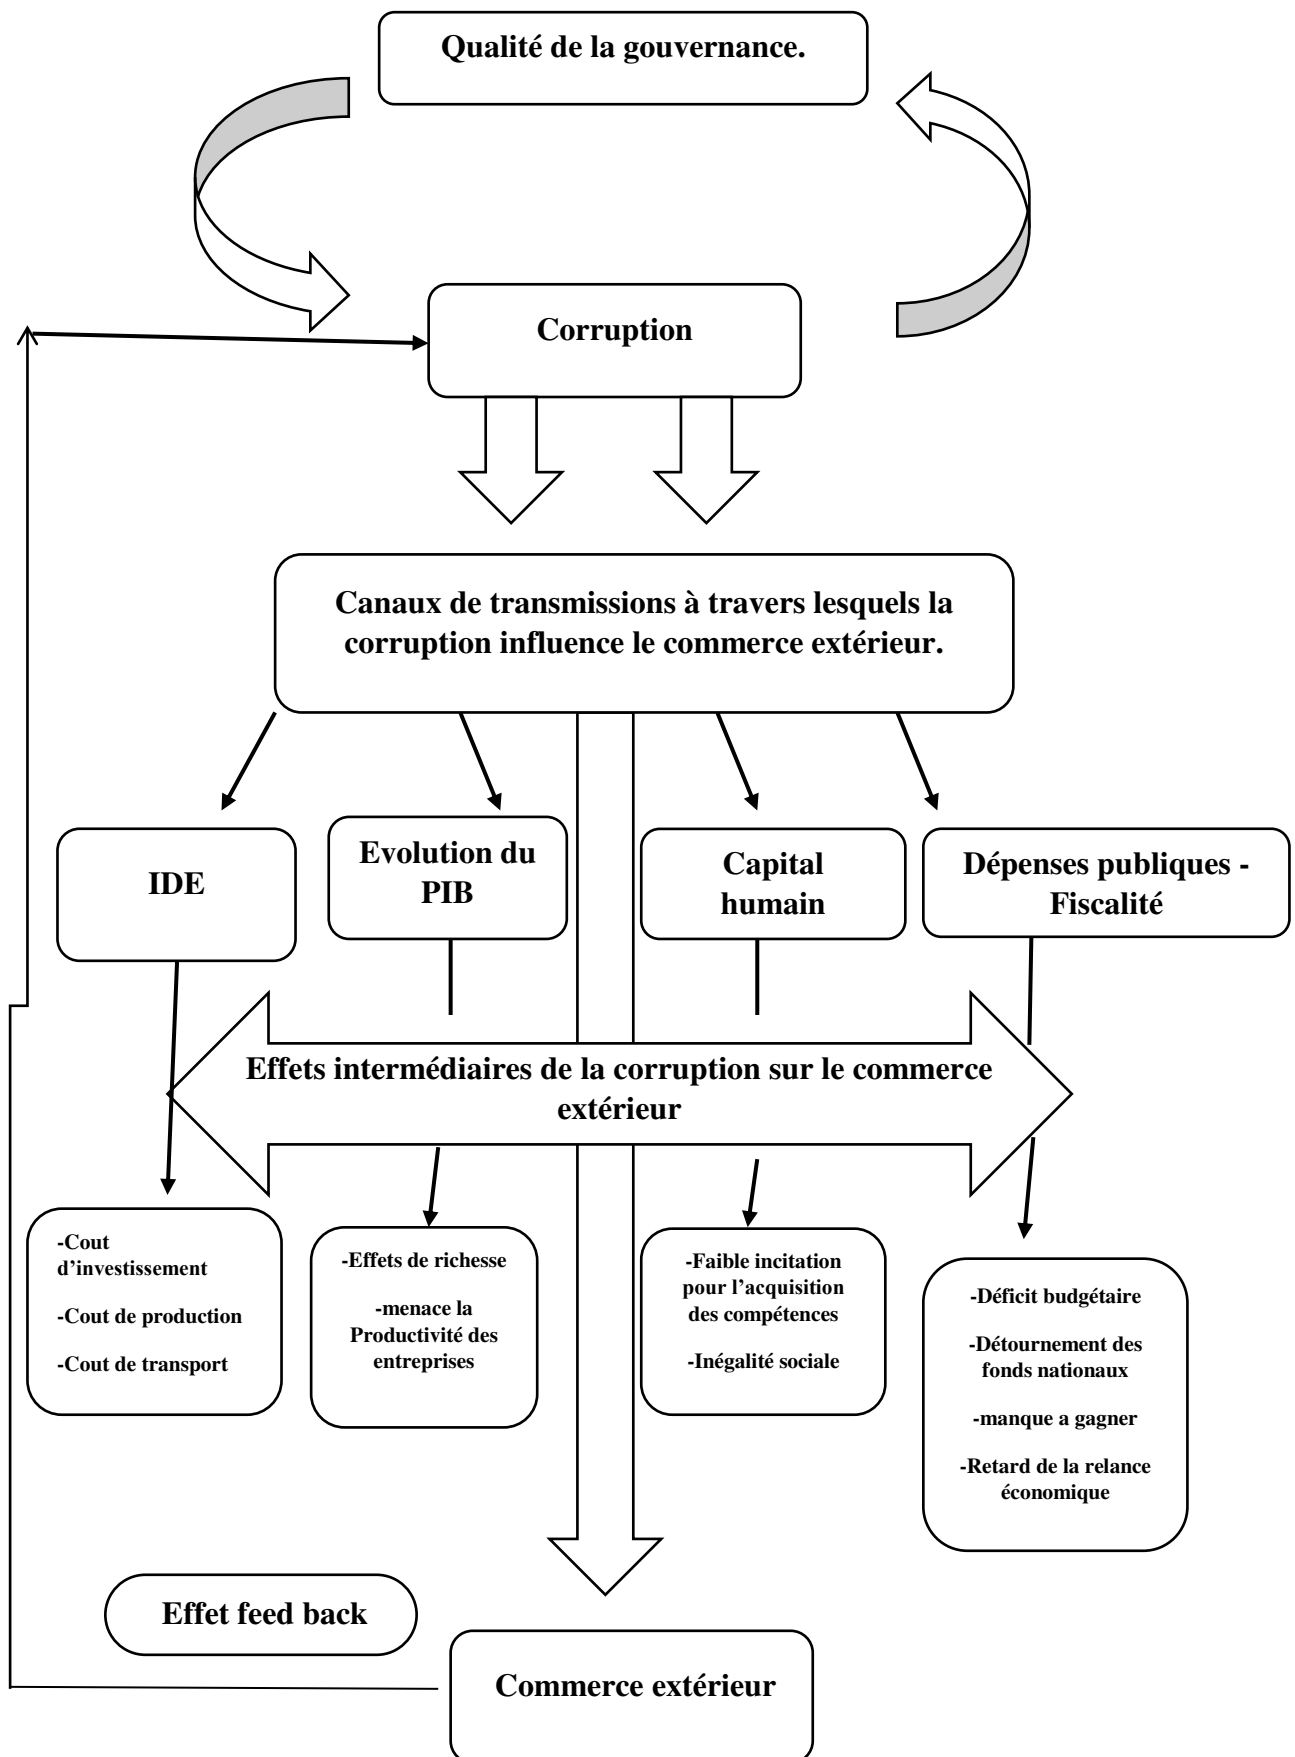 Qualité de la gouvernance.
Corruption
Canaux de transmissions à travers lesquels la
corruption influence le commerce extérieur.
IDE
Evolution du
PIB
Capital
humain
Dépenses publiques -
Fiscalité
Effets intermédiaires de la corruption sur le commerce
extérieur
-Cout
d’investissement
-Cout de production
-Cout de transport
-Effets de richesse
-menace la
Productivité des
entreprises
-Faible incitation
pour l’acquisition
des compétences
-Inégalité sociale
-Déficit budgétaire
-Détournement des
fonds nationaux
-manque a gagner
-Retard de la relance
économique
Effet feed back
Commerce extérieur